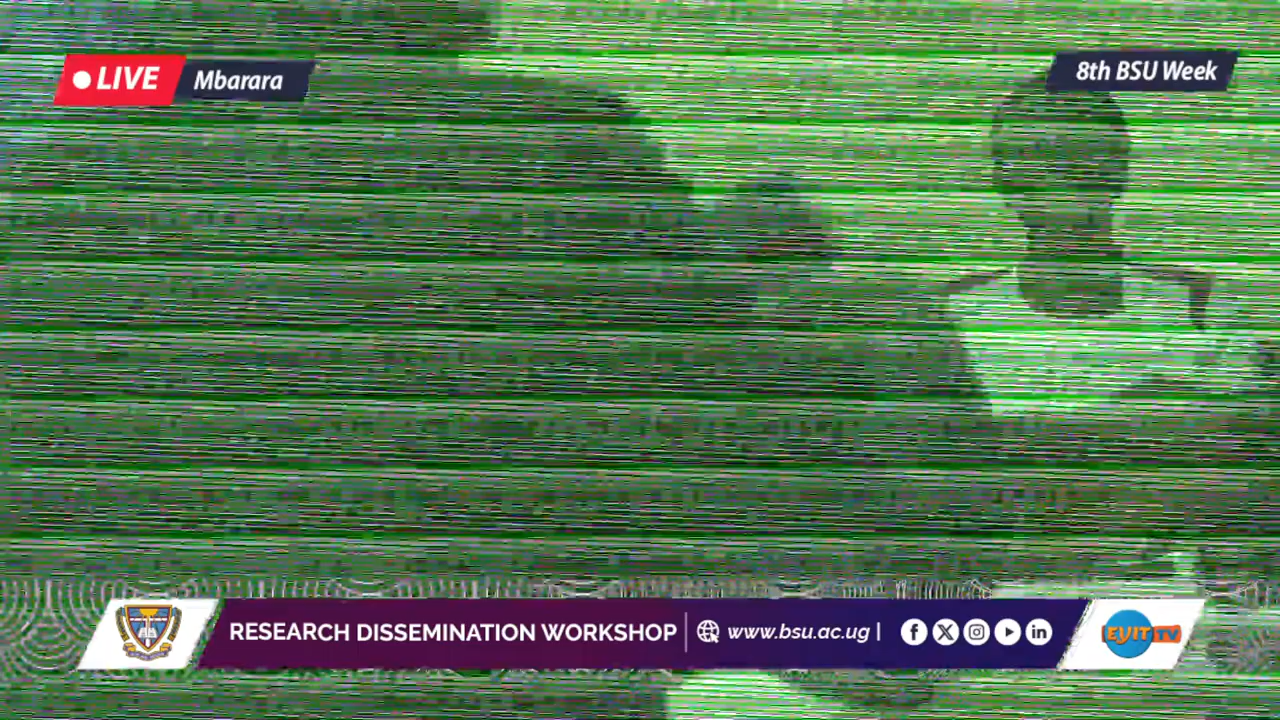 LIVE Mbarara
8th BSU Week
RESEARCH DISSEMINATION WORKSHOP
www.bsu.ac.ug |
EVIT TV